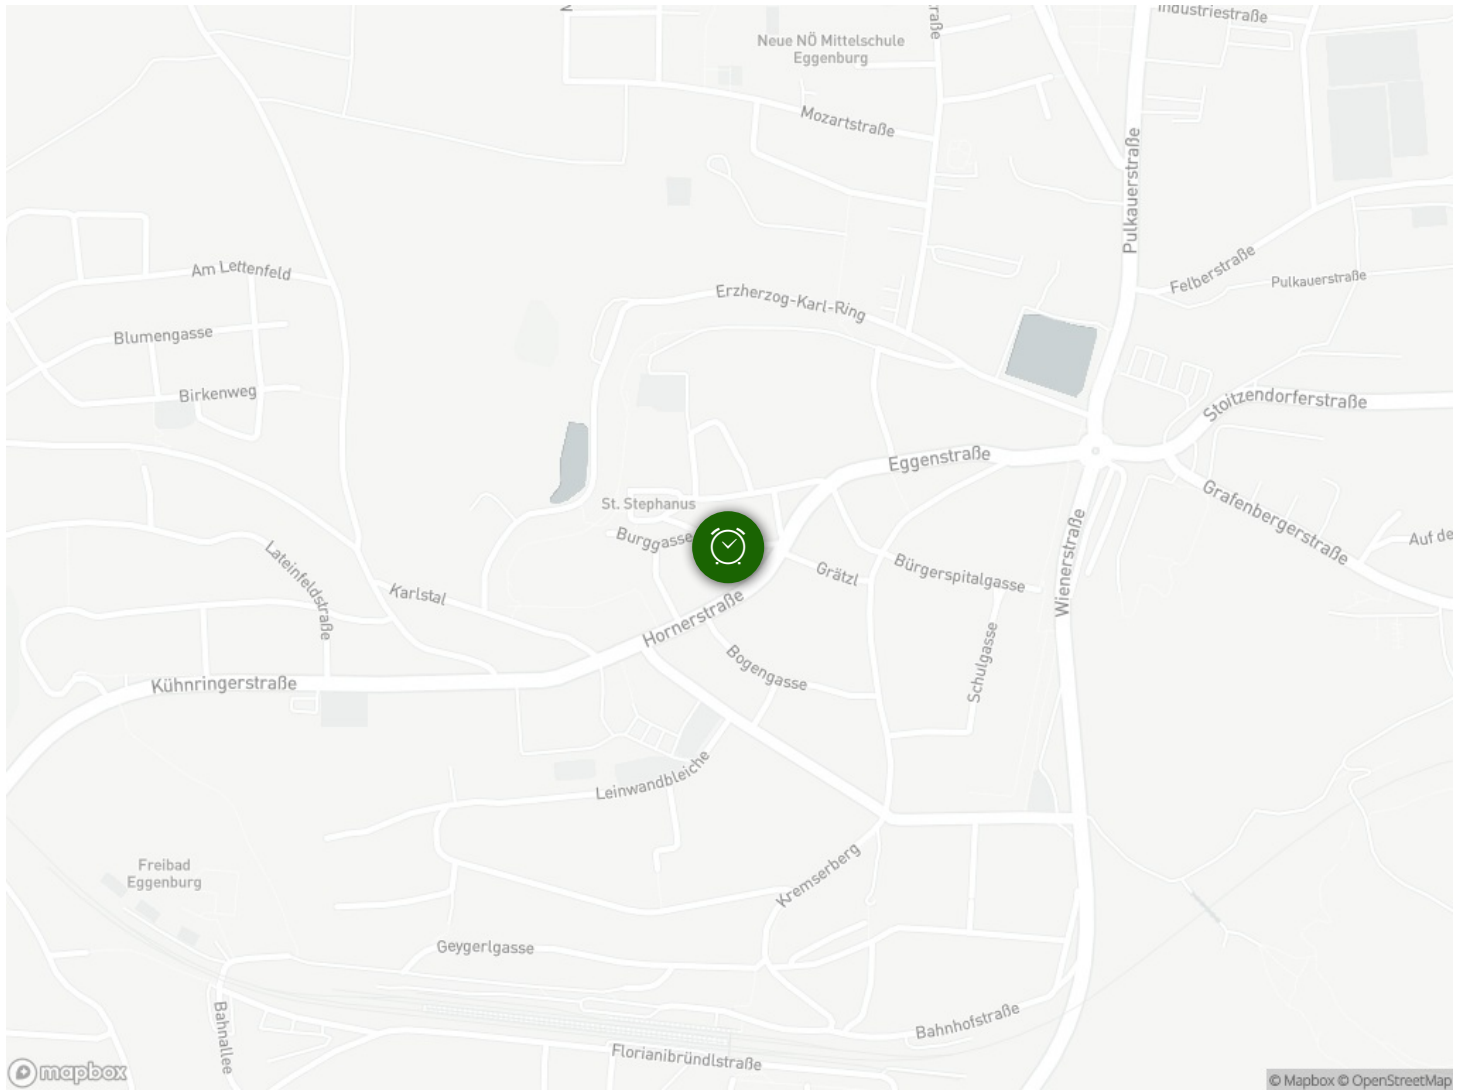 Industriestraße
Neue NÖ Mittelschule
Eggenburg
Mozartstraße
Pulkauerstraße
Am Lettenfeld
Felberstraße
Pulkauerstraße
Erzherzog-Karl-Ring
Blumengasse
Birkenweg
Stoitzendorferstraße
Eggenstraße
St. Stephanus
Grafenbergerstraße
Burggasse
Auf de
Lateinfeldstraße
Karlstal
Grätzl
Bürgerspitalgasse
Wienerstraße
Hornerstraße
Bogengasse
Schulgasse
Kühnringerstraße
Leinwandbleiche
Freibad
Eggenburg
Kremserberg
Geygerlgasse
Bahnallee
Bahnhofstraße
Florianibründlstraße
mapbox
© Mapbox © OpenStreetMap